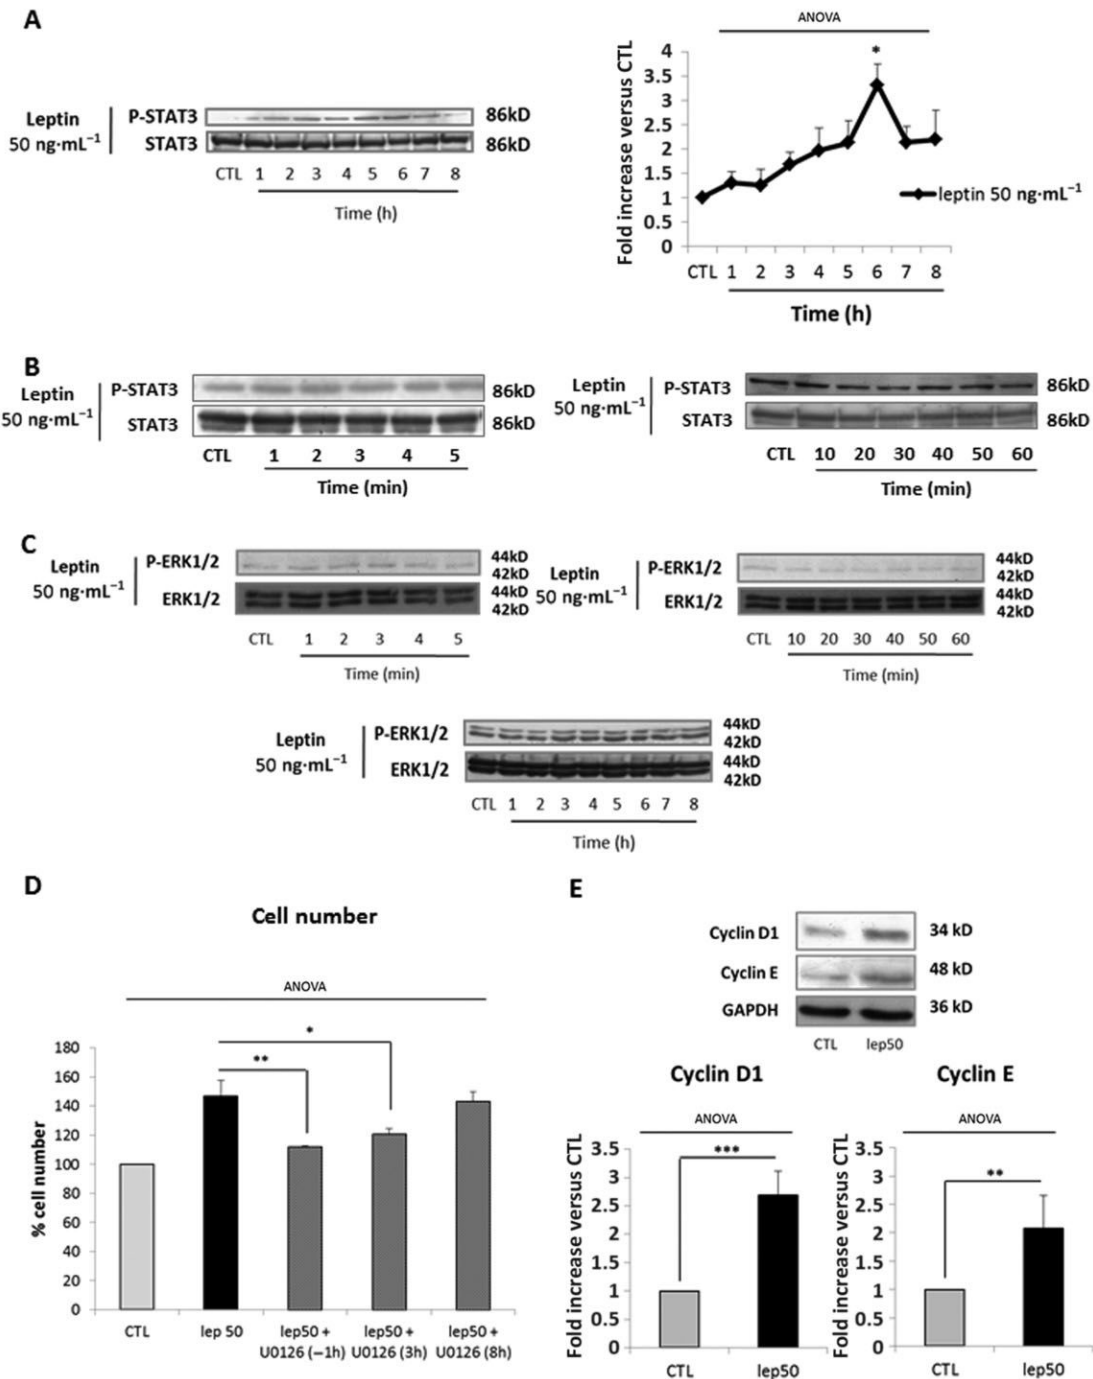 A
Leptin
50 ng·mL⁻¹
P-STAT3
STAT3
86kD
86kD
CTL 1 2 3 4 5 6 7 8
Time (h)
ANOVA
*
Fold increase versus CTL
4
3.5
3
2.5
2
1.5
1
0.5
0
leptin 50 ng·mL⁻¹
CTL 1 2 3 4 5 6 7 8
Time (h)
B
Leptin
50 ng·mL⁻¹
P-STAT3
STAT3
86kD
86kD
CTL 1 2 3 4 5
Time (min)
Leptin
50 ng·mL⁻¹
P-STAT3
STAT3
86kD
86kD
CTL 10 20 30 40 50 60
Time (min)
C
Leptin
50 ng·mL⁻¹
P-ERK1/2
ERK1/2
44kD
42kD
44kD
42kD
CTL 1 2 3 4 5
Time (min)
Leptin
50 ng·mL⁻¹
P-ERK1/2
ERK1/2
44kD
42kD
44kD
42kD
CTL 10 20 30 40 50 60
Time (min)
Leptin
50 ng·mL⁻¹
P-ERK1/2
ERK1/2
44kD
42kD
44kD
42kD
CTL 1 2 3 4 5 6 7 8
Time (h)
D
Cell number
ANOVA
*
**
% cell number
180
160
140
120
100
80
60
40
20
0
CTL
lep 50
lep50 +
U0126 (−1h)
lep50 +
U0126 (3h)
lep50 +
U0126 (8h)
E
Cyclin D1
34 kD
Cyclin E
48 kD
GAPDH
36 kD
CTL lep50
Cyclin D1
ANOVA
***
Fold increase versus CTL
3.5
3
2.5
2
1.5
1
0.5
0
CTL lep50
Cyclin E
ANOVA
**
Fold increase versus CTL
3.5
3
2.5
2
1.5
1
0.5
0
CTL lep50